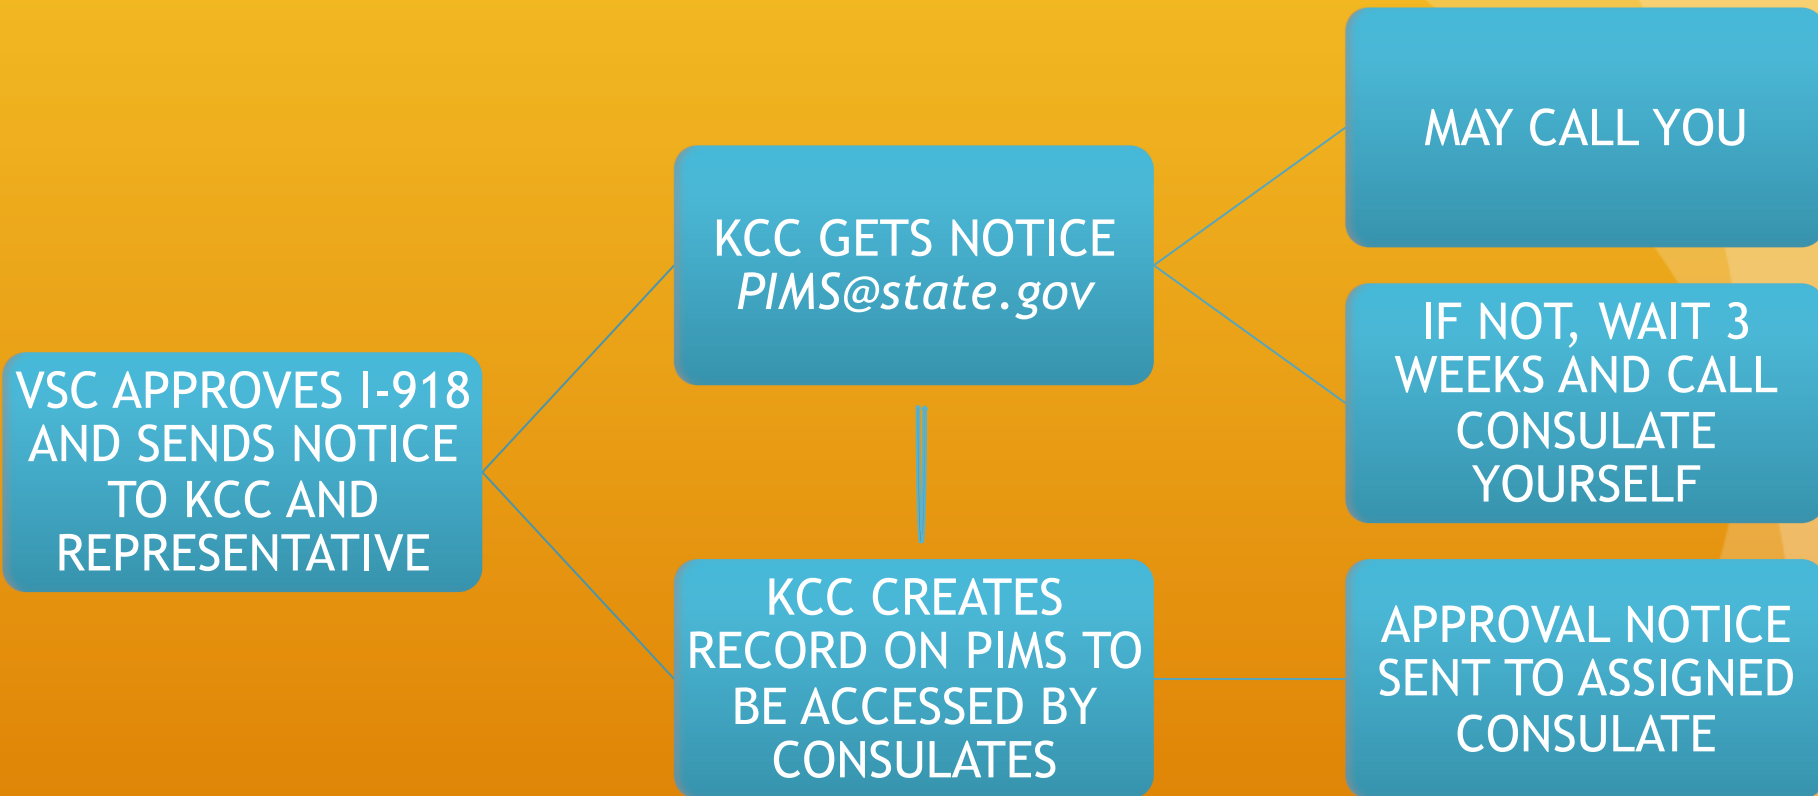 VSC APPROVES I-918
AND SENDS NOTICE
TO KCC AND
REPRESENTATIVE
KCC GETS NOTICE
PIMS@state.gov
KCC CREATES
RECORD ON PIMS TO
BE ACCESSED BY
CONSULATES
MAY CALL YOU
IF NOT, WAIT 3
WEEKS AND CALL
CONSULATE
YOURSELF
APPROVAL NOTICE
SENT TO ASSIGNED
CONSULATE